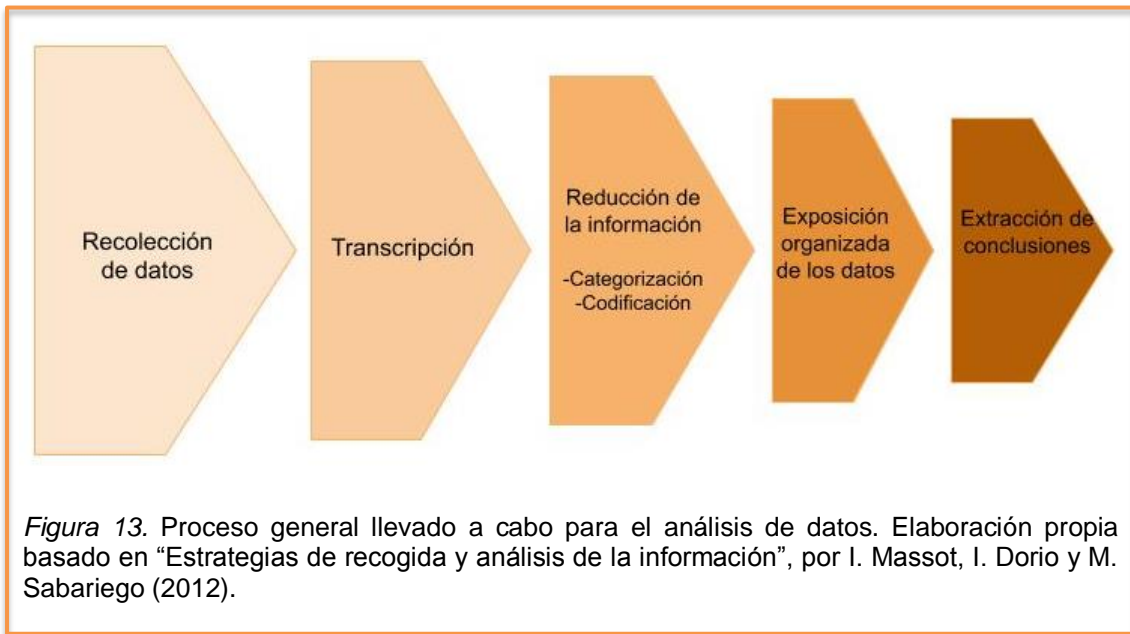 Recolección
de datos
Transcripción
Reducción de
la información
-Categorización
-Codificación
Exposición
organizada
de los datos
Extracción de
conclusiones
Figura 13. Proceso general llevado a cabo para el análisis de datos. Elaboración propia
basado en “Estrategias de recogida y análisis de la información”, por I. Massot, I. Dorio y M.
Sabariego (2012).